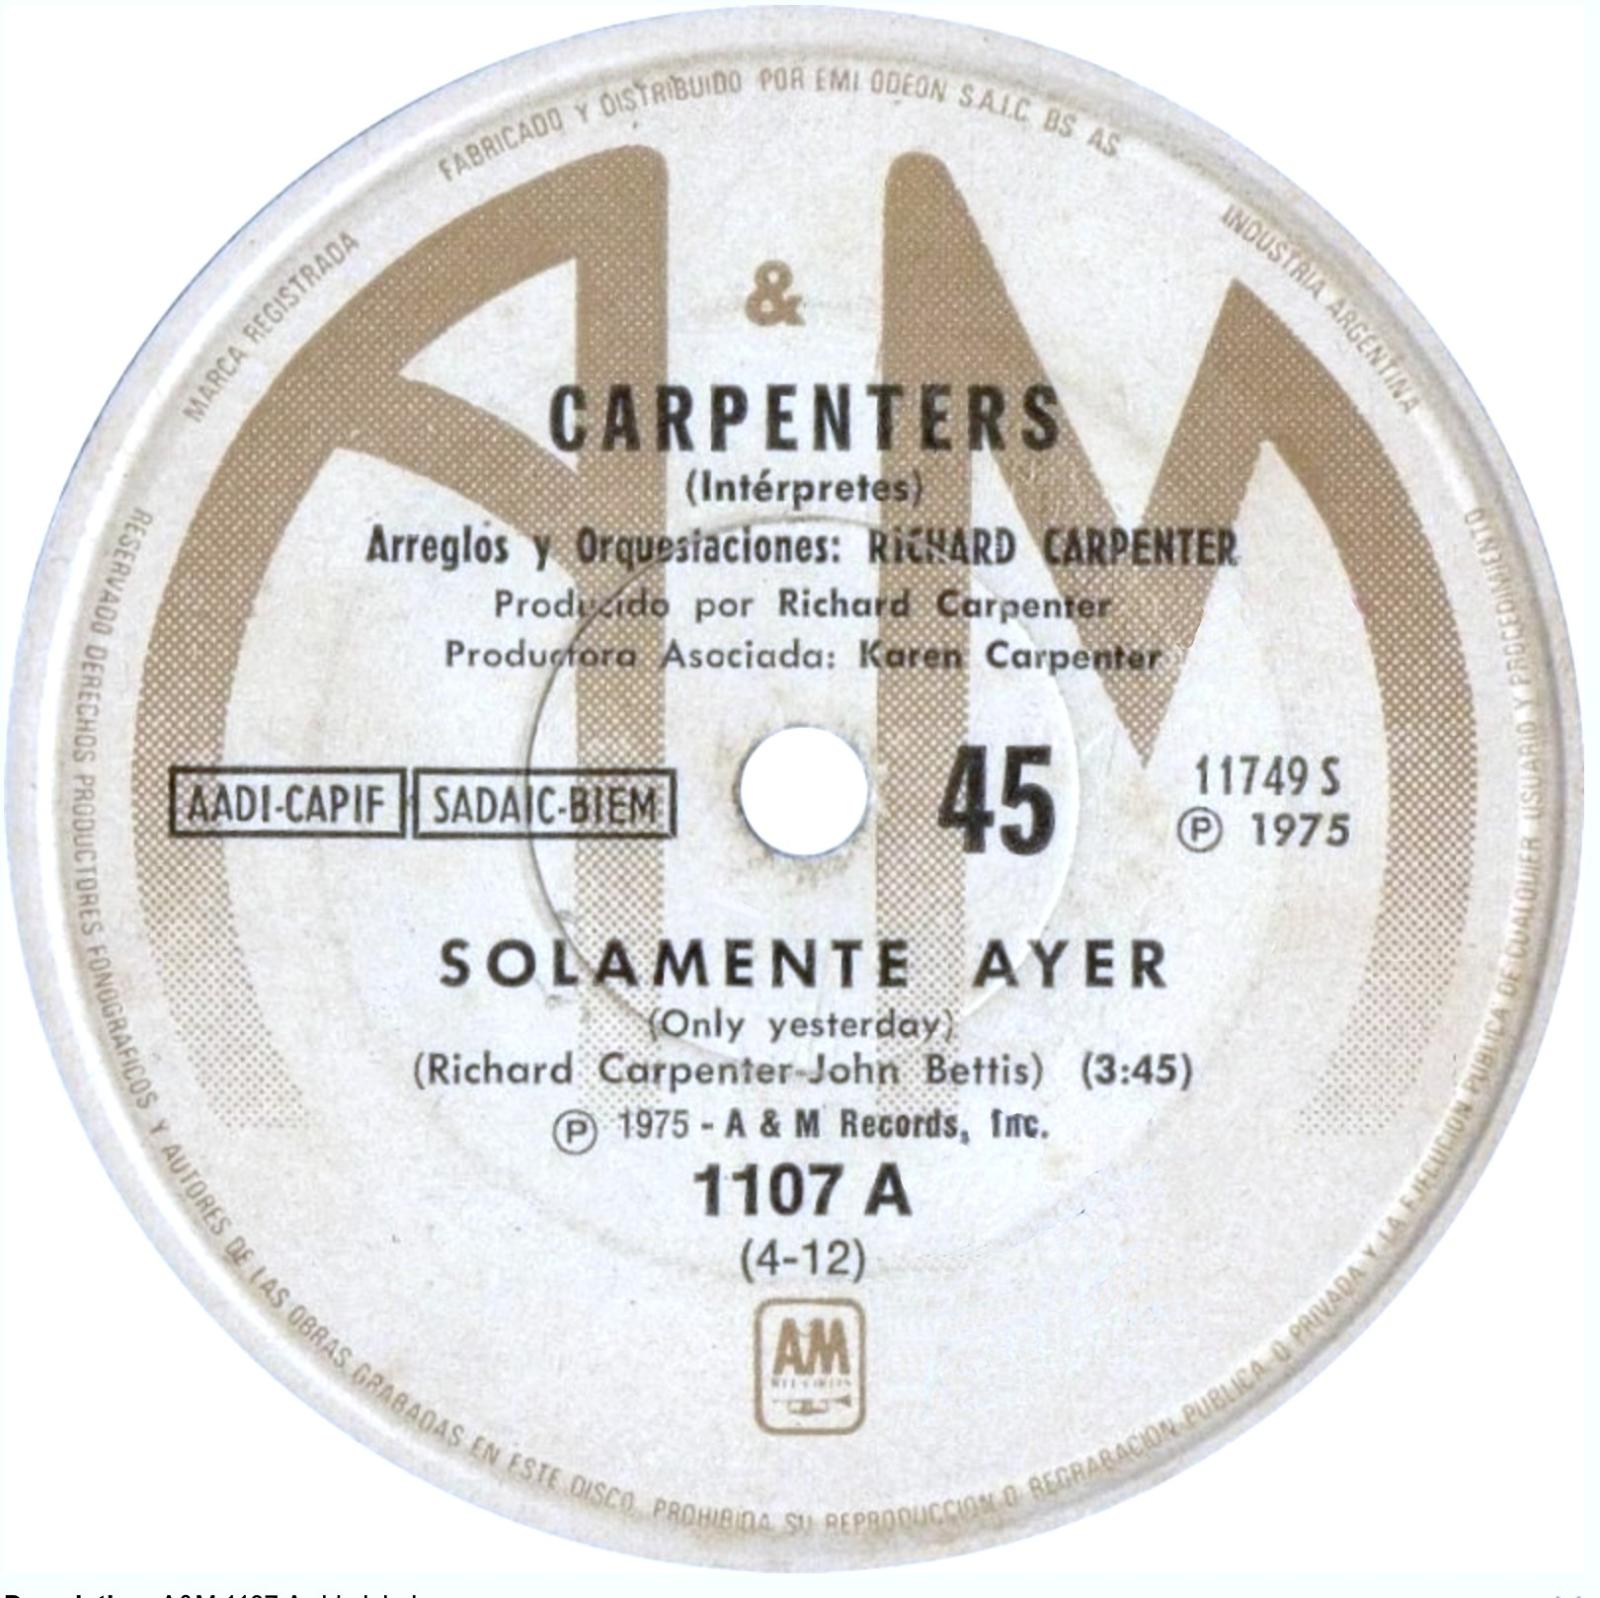 MARCA REGISTRADA
FABRICADO Y DISTRIBUIDO POR EMI ODEON S.A.I.C. BS AS
INDUSTRIA ARGENTINA
A & M
CARPENTERS
(Intérpretes)
Arreglos y Orquestaciones: RICHARD CARPENTER
Producido por Richard Carpenter
Productora Asociada: Karen Carpenter
AADI-CAPIF SADAIC-BIEM
45
11749 S
Ⓟ 1975
SOLAMENTE AYER
(Only yesterday)
(Richard Carpenter-John Bettis) (3:45)
Ⓟ 1975 - A & M Records, Inc.
1107 A
(4-12)
AM
RECORDS
RESERVADO DERECHOS PRODUCTORES FONOGRAFICOS Y AUTORES DE LAS OBRAS GRABADAS EN ESTE DISCO. PROHIBIDA SU REPRODUCCION O REGRABACION PUBLICA O PRIVADA Y LA EJECUCION PUBLICA DE CUALQUIER USUARIO Y PROCEDIMIENTO